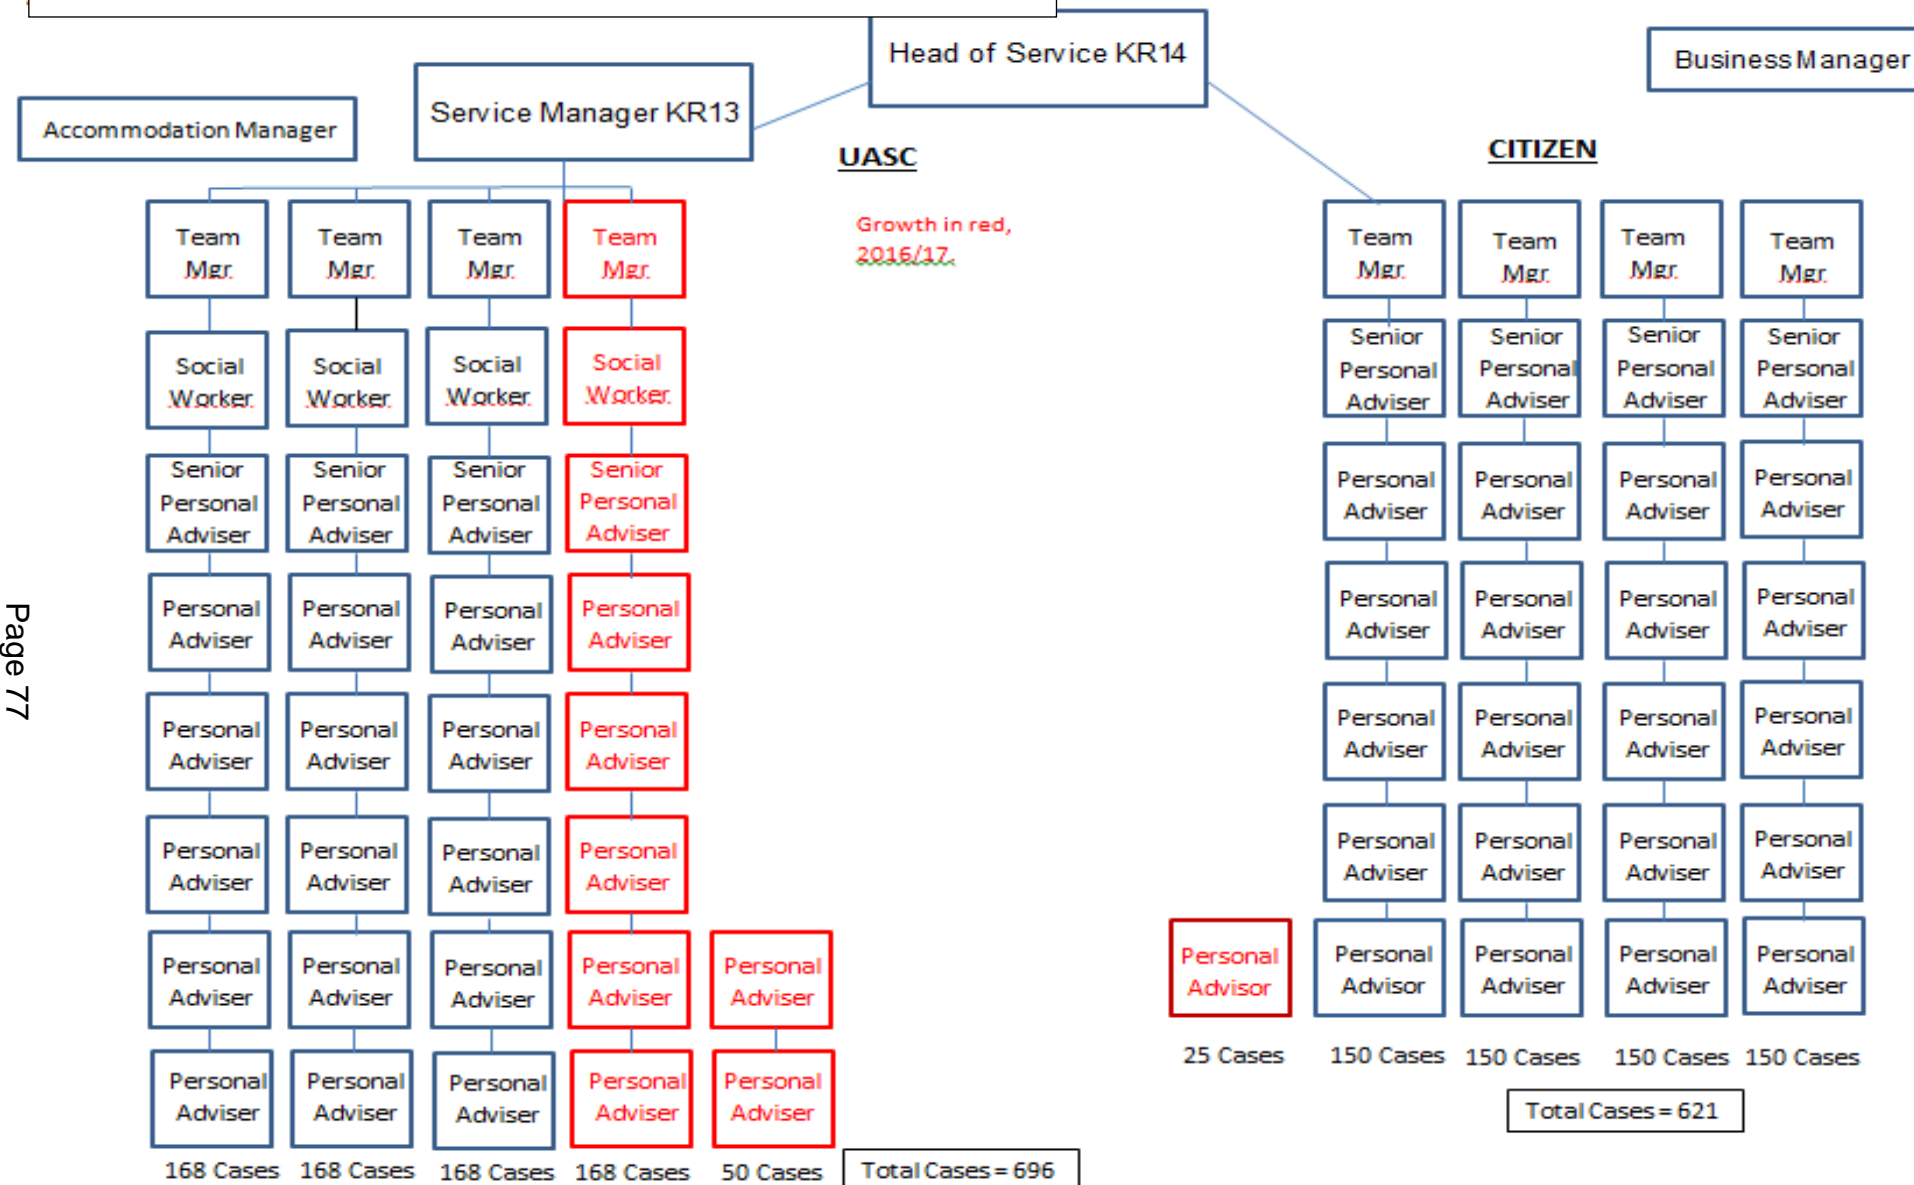 Head of Service KR14
Business Manager
Service Manager KR13
Accommodation Manager
UASC
CITIZEN
Growth in red,
2016/17.
Team
Mgr.
Team
Mgr.
Team
Mgr.
Team
Mgr.
Team
Mgr.
Team
Mgr.
Team
Mgr.
Team
Mgr.
Social
Worker
Social
Worker
Social
Worker
Social
Worker
Senior
Personal
Adviser
Senior
Personal
Adviser
Senior
Personal
Adviser
Senior
Personal
Adviser
Senior
Personal
Adviser
Senior
Personal
Adviser
Senior
Personal
Adviser
Senior
Personal
Adviser
Personal
Adviser
Personal
Adviser
Personal
Adviser
Personal
Adviser
Personal
Adviser
Personal
Adviser
Personal
Adviser
Personal
Adviser
Personal
Adviser
Personal
Adviser
Personal
Adviser
Personal
Adviser
Personal
Adviser
Personal
Adviser
Personal
Adviser
Personal
Adviser
Personal
Adviser
Personal
Adviser
Personal
Adviser
Personal
Adviser
Personal
Adviser
Personal
Adviser
Personal
Adviser
Personal
Adviser
Personal
Adviser
Personal
Adviser
Personal
Adviser
Personal
Adviser
Personal
Adviser
Personal
Adviser
Personal
Adviser
Personal
Adviser
Personal
Adviser
Personal
Advisor
Personal
Advisor
Personal
Adviser
Personal
Adviser
Personal
Adviser
Personal
Adviser
Personal
Adviser
Personal
Adviser
Personal
Adviser
Personal
Adviser
25 Cases
150 Cases
150 Cases
150 Cases
150 Cases
Total Cases = 621
168 Cases
168 Cases
168 Cases
168 Cases
50 Cases
Total Cases = 696
Page 77